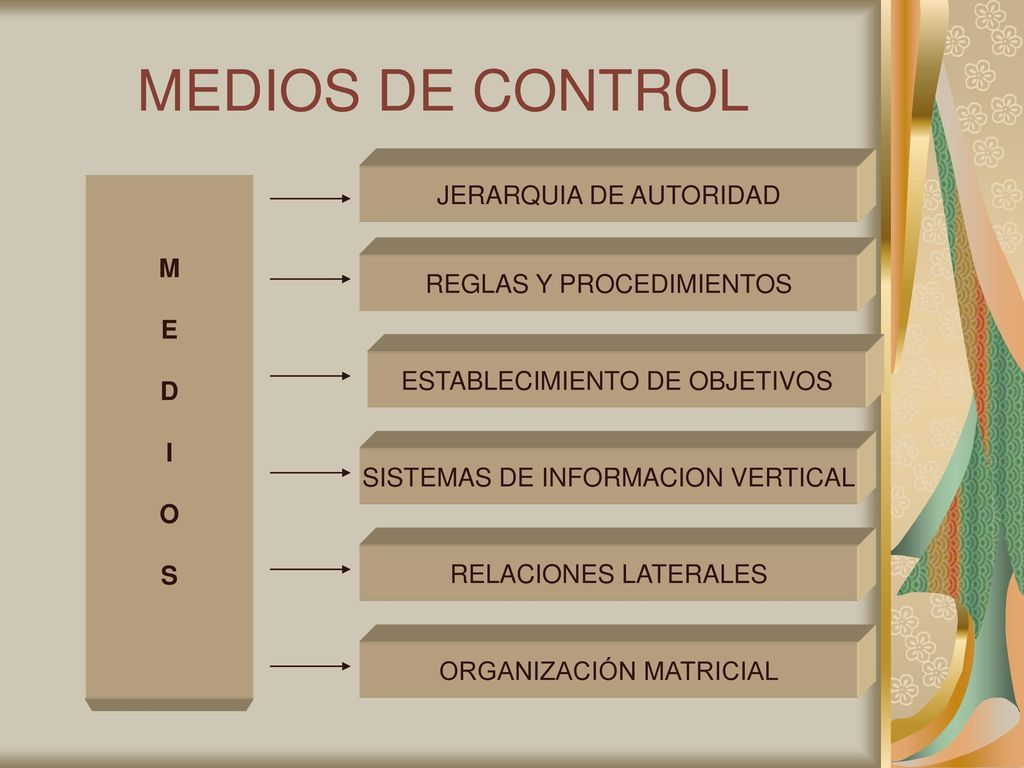 MEDIOS DE CONTROL
M
E
D
I
O
S
JERARQUIA DE AUTORIDAD
REGLAS Y PROCEDIMIENTOS
ESTABLECIMIENTO DE OBJETIVOS
SISTEMAS DE INFORMACION VERTICAL
RELACIONES LATERALES
ORGANIZACIÓN MATRICIAL